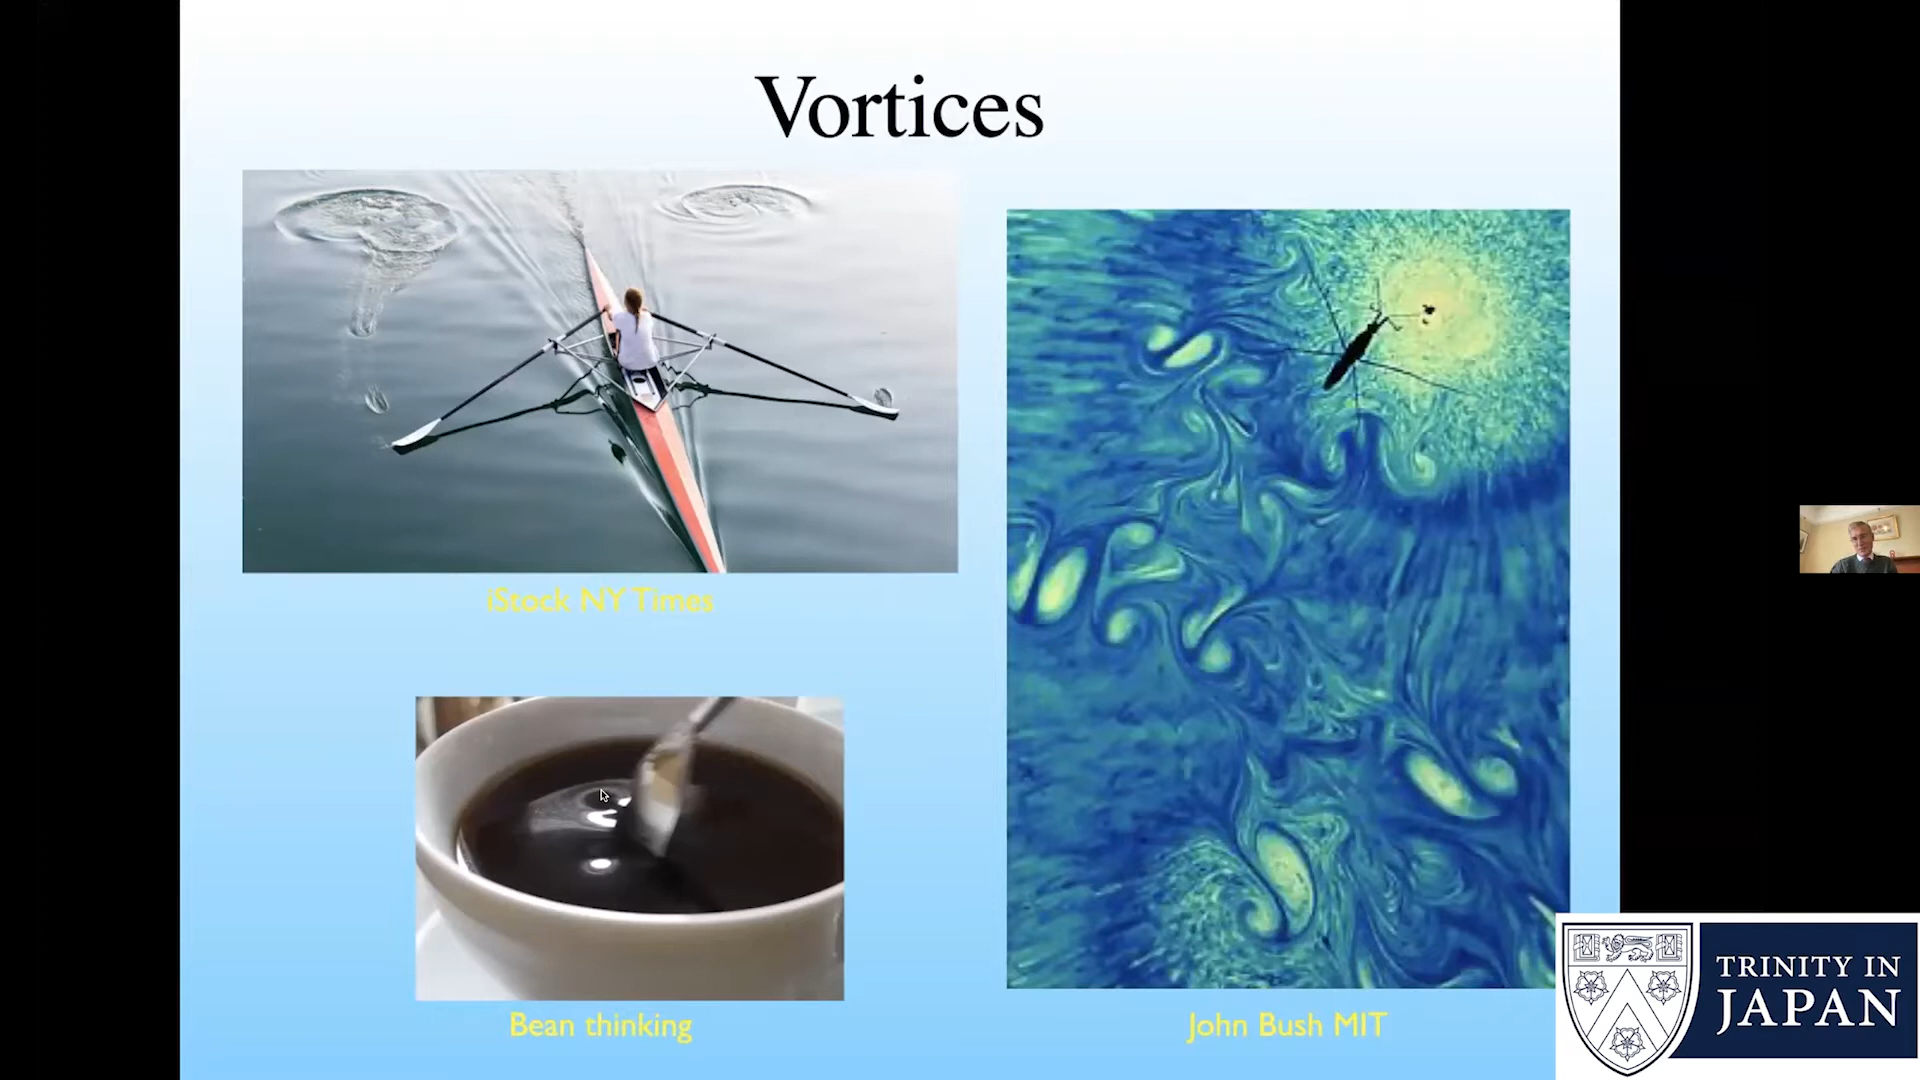 Vortices
iStock NY Times
Bean thinking
John Bush MIT
TRINITY IN
JAPAN